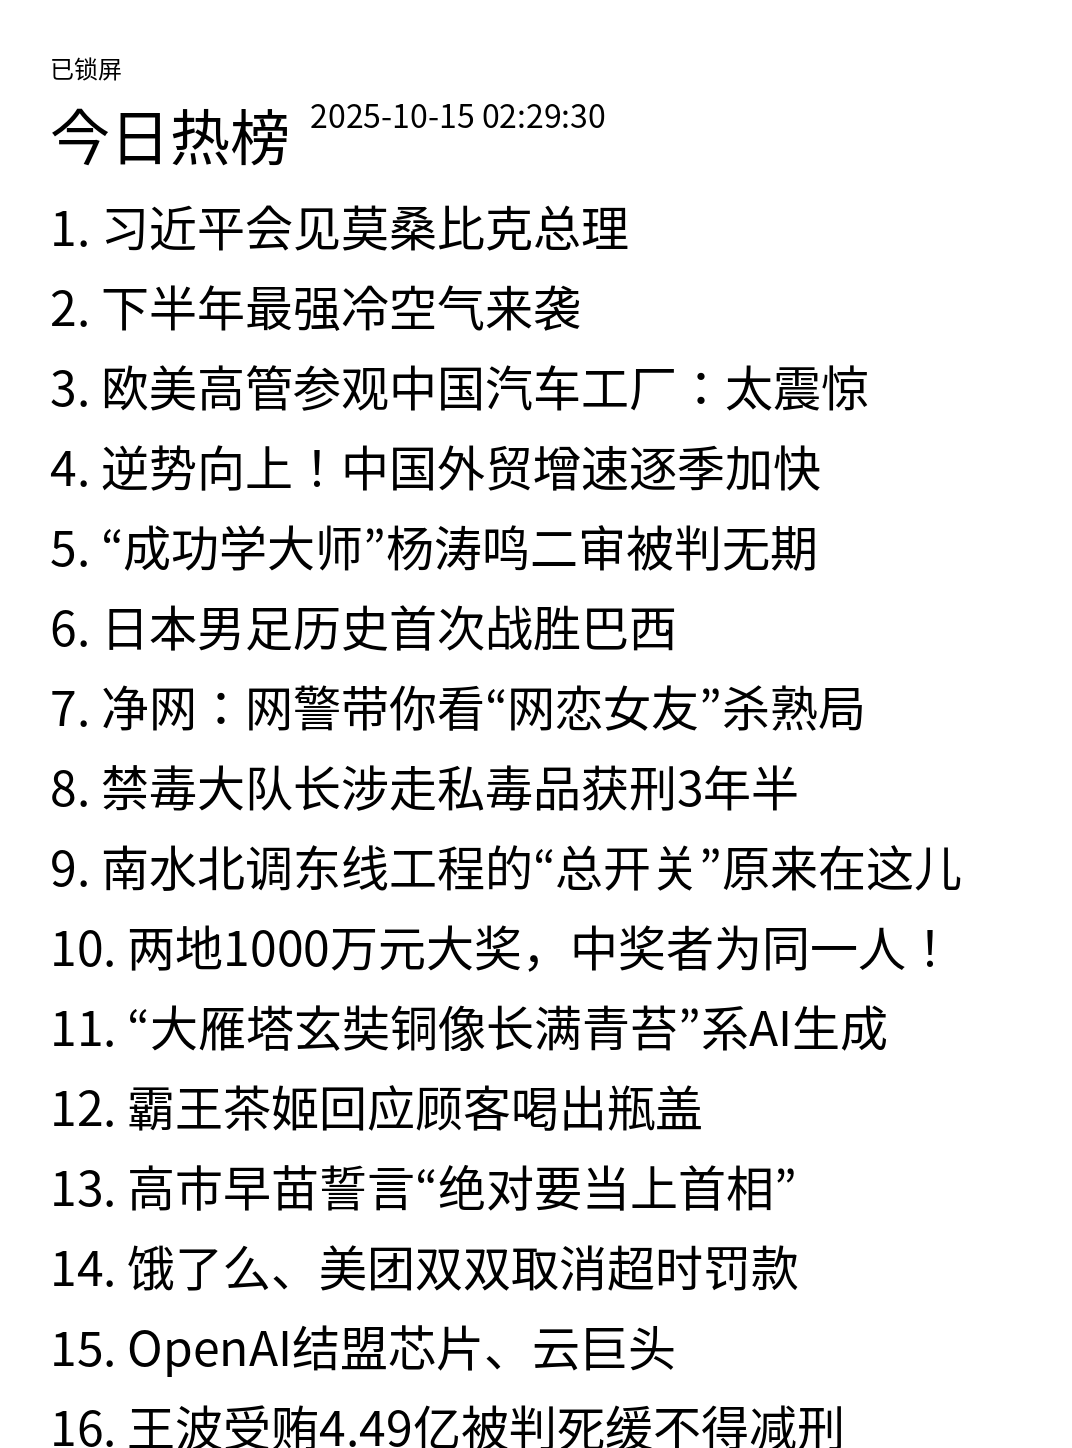 已锁屏
今日热榜 2025-10-15 02:29:30
1. 习近平会见莫桑比克总理
2. 下半年最强冷空气来袭
3. 欧美高管参观中国汽车工厂：太震惊
4. 逆势向上！中国外贸增速逐季加快
5. “成功学大师”杨涛鸣二审被判无期
6. 日本男足历史首次战胜巴西
7. 净网：网警带你看“网恋女友”杀熟局
8. 禁毒大队长涉走私毒品获刑3年半
9. 南水北调东线工程的“总开关”原来在这儿
10. 两地1000万元大奖，中奖者为同一人！
11. “大雁塔玄奘铜像长满青苔”系AI生成
12. 霸王茶姬回应顾客喝出瓶盖
13. 高市早苗誓言“绝对要当上首相”
14. 饿了么、美团双双取消超时罚款
15. OpenAI结盟芯片、云巨头
16. 王波受贿4.49亿被判死缓不得减刑